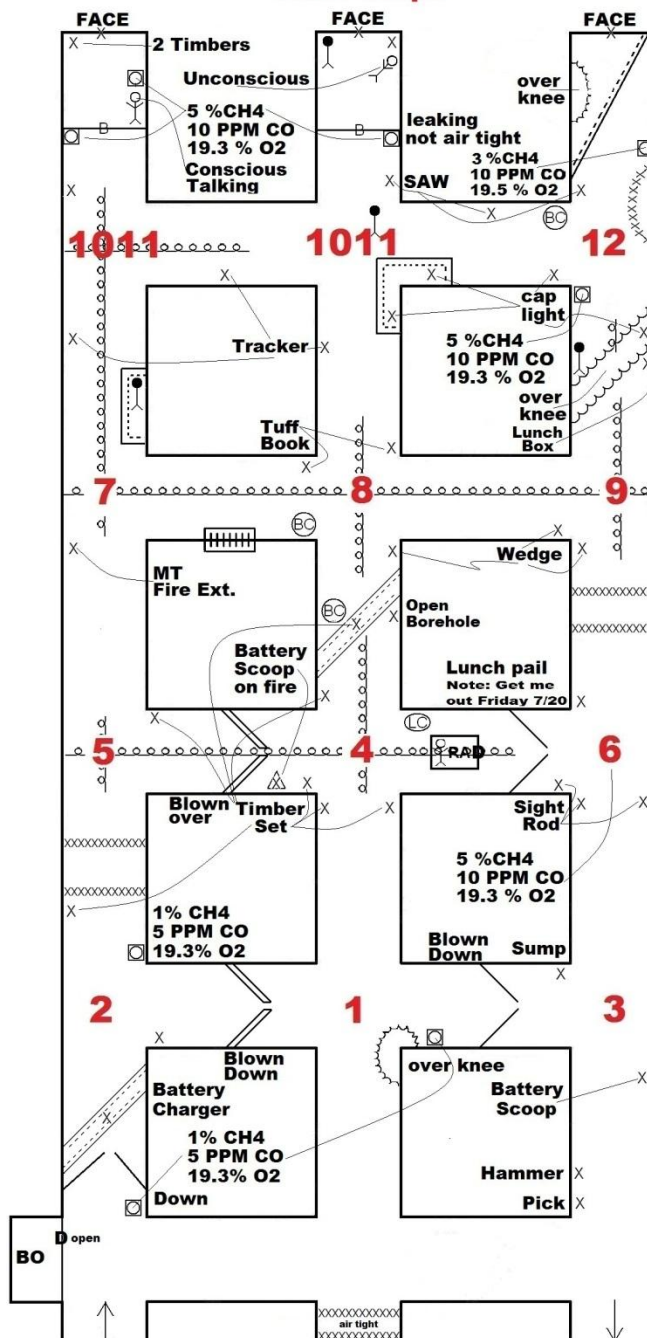 FACE
FACE
FACE
2 Timbers
Unconscious
over
knee
5 %CH4
10 PPM CO
19.3 % O2
Conscious
Talking
B
B
leaking
not air tight
3 %CH4
10 PPM CO
19.5 % O2
SAW
BC
1011
1011
12
Tracker
cap
light
5 %CH4
10 PPM CO
19.3 % O2
over
knee
Lunch
Box
Tuff
Book
7
8
9
BC
MT
Fire Ext.
Wedge
BC
Open
Borehole
Battery
Scoop
on fire
Lunch pail
Note: Get me
out Friday 7/20
LC
5
4
RAD
6
Blown
over
Timber
Set
Sight
Rod
5 %CH4
10 PPM CO
19.3 % O2
1% CH4
5 PPM CO
19.3% O2
Blown
Down
Sump
2
1
3
Blown
Down
over knee
Battery
Charger
Battery
Scoop
1% CH4
5 PPM CO
19.3% O2
Down
Hammer
Pick
D open
BO
air tight